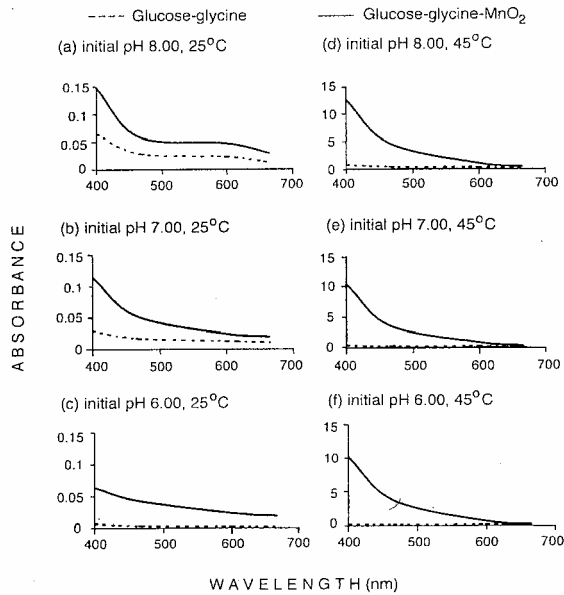 Glucose-glycine Glucose-glycine-MnO2
(a) initial pH 8.00, 25°C
0.15
0.1
0.05
0
400 500 600 700
(d) initial pH 8.00, 45°C
15
10
5
0
400 500 600 700
(b) initial pH 7.00, 25°C
0.15
0.1
0.05
0
400 500 600 700
(e) initial pH 7.00, 45°C
15
10
5
0
400 500 600 700
(c) initial pH 6.00, 25°C
0.15
0.1
0.05
0
400 500 600 700
(f) initial pH 6.00, 45°C
15
10
5
0
400 500 600 700
ABSORBANCE
WAVELENGTH (nm)